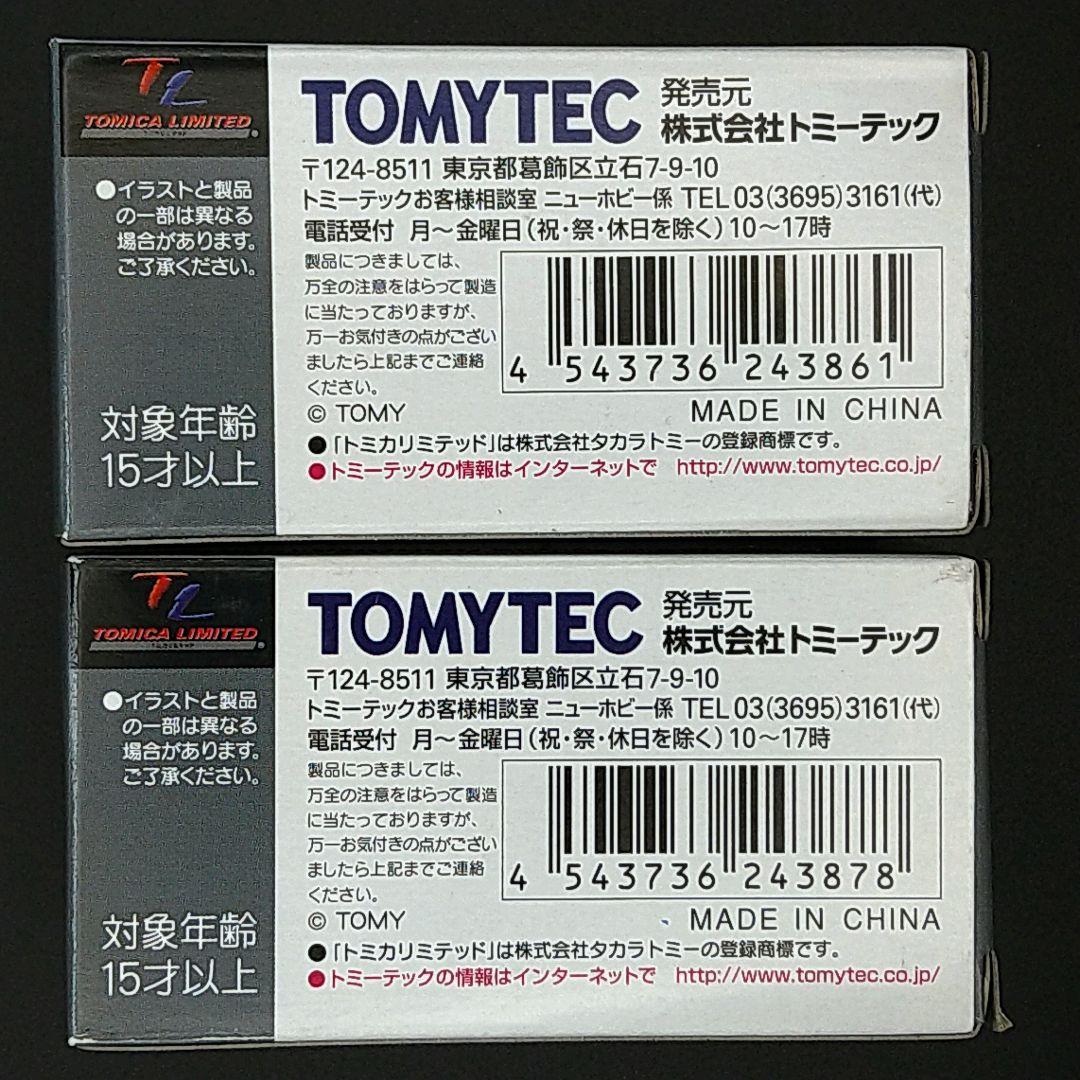 TL
TOMICA LIMITED
●イラストと製品
の一部は異なる
場合があります。
ご了承ください。
対象年齢
15才以上
TOMYTEC 発売元
株式会社トミーテック
〒124-8511 東京都葛飾区立石7-9-10
トミーテックお客様相談室 ニューホビー係 TEL 03(3695)3161(代)
電話受付 月～金曜日(祝・祭・休日を除く)10～17時
製品につきましては、
万全の注意をはらって製造
に当たっておりますが、
万一お気付きの点がござい
ましたら上記までご連絡
ください。
4 543736 243861
© TOMY MADE IN CHINA
●「トミカリミテッド」は株式会社タカラトミーの登録商標です。
●トミーテックの情報はインターネットで http://www.tomytec.co.jp/
TL
TOMICA LIMITED
●イラストと製品
の一部は異なる
場合があります。
ご了承ください。
対象年齢
15才以上
TOMYTEC 発売元
株式会社トミーテック
〒124-8511 東京都葛飾区立石7-9-10
トミーテックお客様相談室 ニューホビー係 TEL 03(3695)3161(代)
電話受付 月～金曜日(祝・祭・休日を除く)10～17時
製品につきましては、
万全の注意をはらって製造
に当たっておりますが、
万一お気付きの点がござい
ましたら上記までご連絡
ください。
4 543736 243878
© TOMY MADE IN CHINA
●「トミカリミテッド」は株式会社タカラトミーの登録商標です。
●トミーテックの情報はインターネットで http://www.tomytec.co.jp/